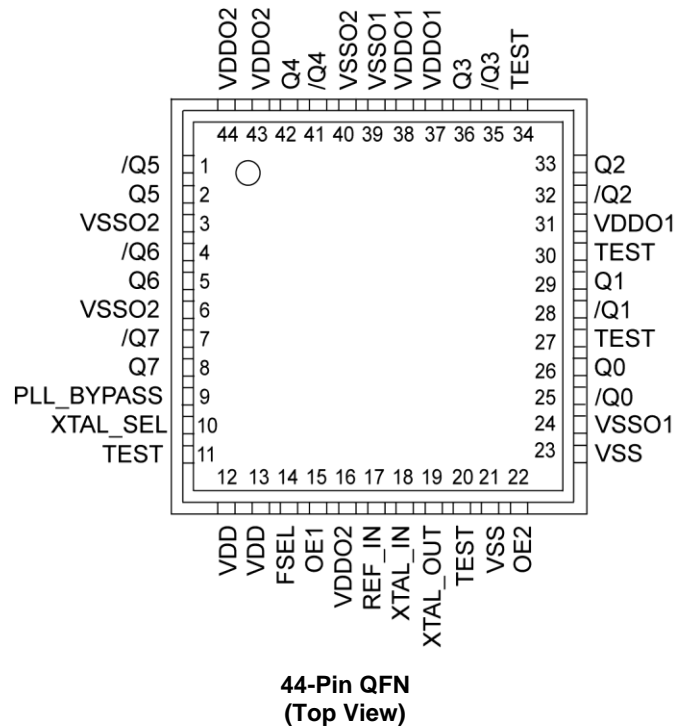 VDDO2 VDDO2 Q4 /Q4 VSSO2 VSSO1 VDDO1 VDDO1 Q3 /Q3 TEST
44 43 42 41 40 39 38 37 36 35 34
/Q5 1 33 Q2
Q5 2 32 /Q2
VSSO2 3 31 VDDO1
/Q6 4 30 TEST
Q6 5 29 Q1
VSSO2 6 28 /Q1
/Q7 7 27 TEST
Q7 8 26 Q0
PLL_BYPASS 9 25 /Q0
XTAL_SEL 10 24 VSSO1
TEST 11 23 VSS
12 13 14 15 16 17 18 19 20 21 22
VDD VDD FSEL OE1 VDDO2 REF_IN XTAL_IN XTAL_OUT TEST VSS OE2
44-Pin QFN
(Top View)